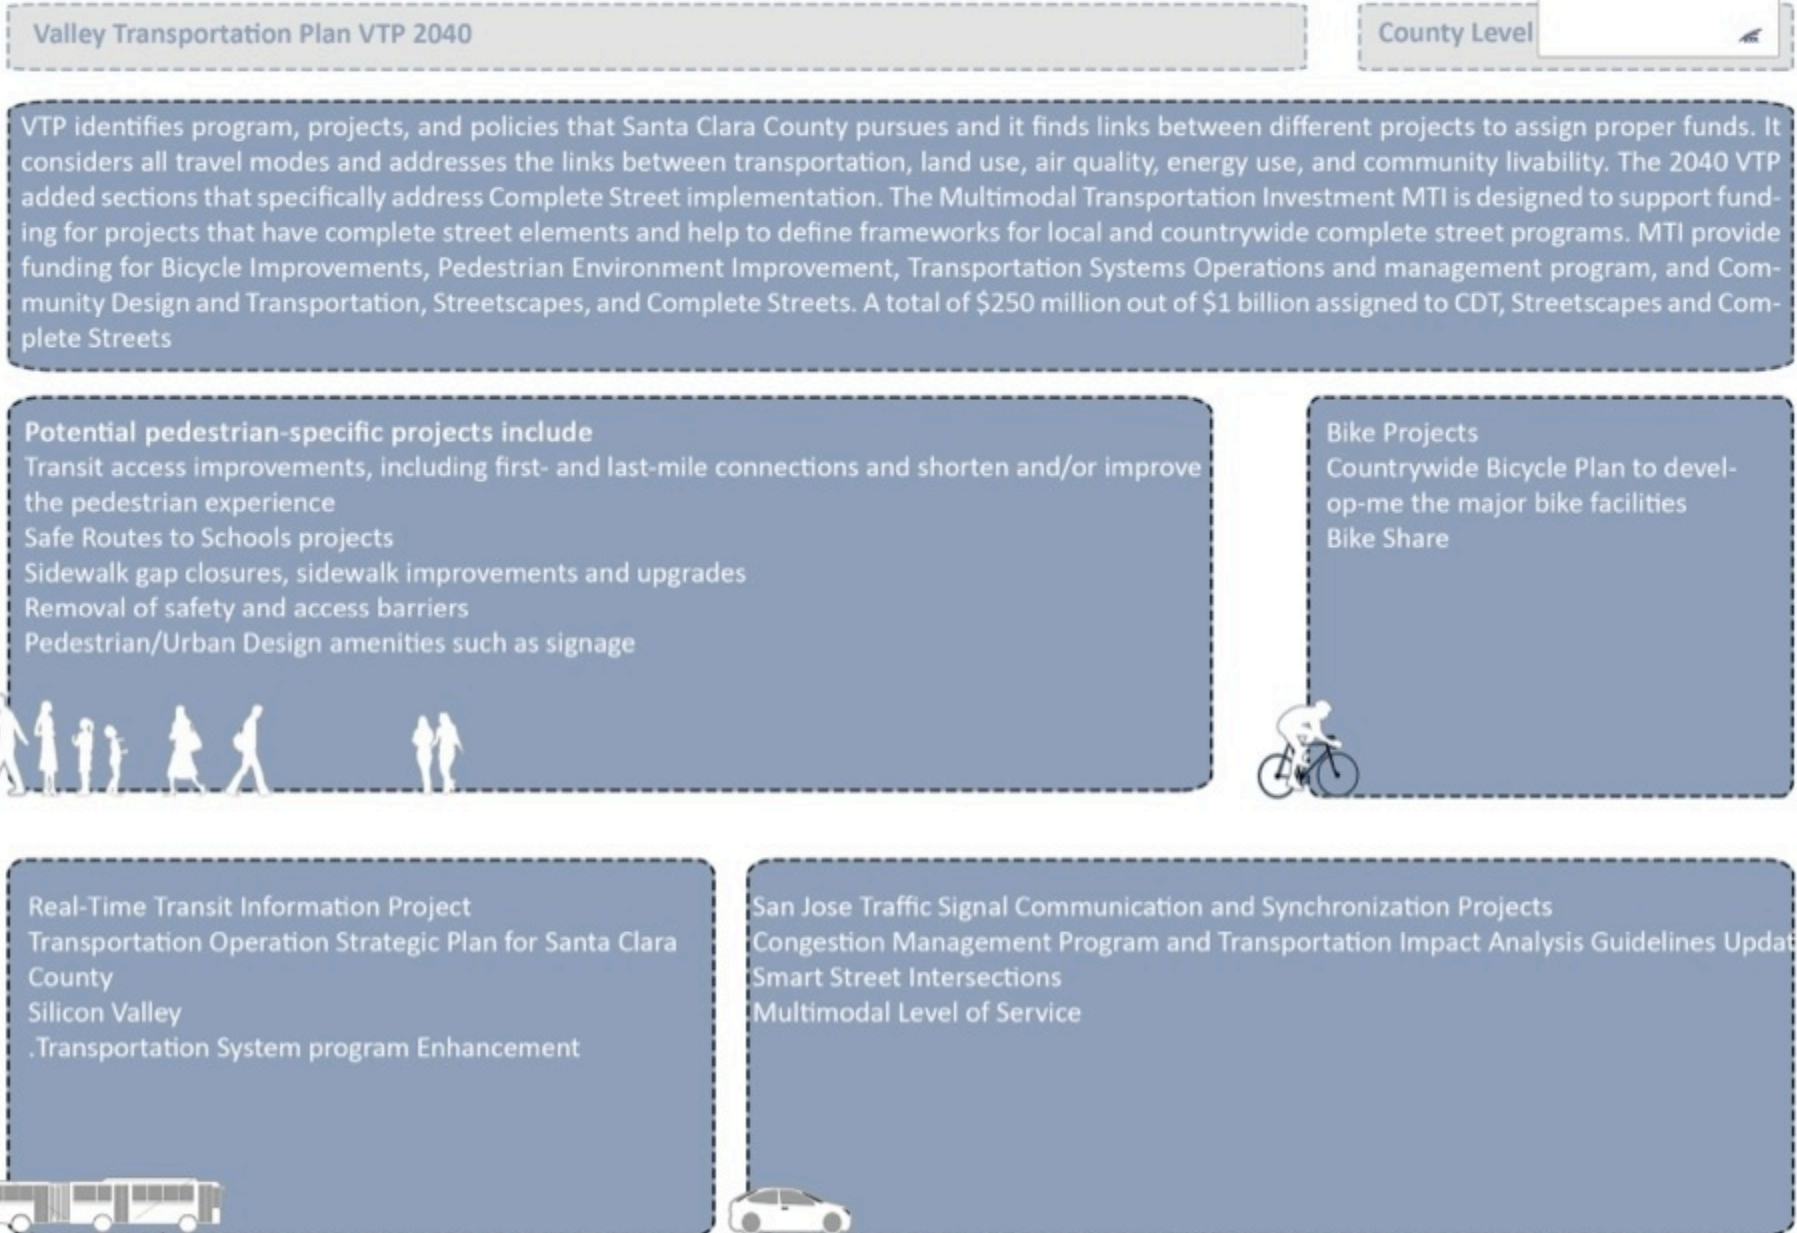 Valley Transportation Plan VTP 2040
County Level
VTP identifies program, projects, and policies that Santa Clara County pursues and it finds links between different projects to assign proper funds. It
considers all travel modes and addresses the links between transportation, land use, air quality, energy use, and community livability. The 2040 VTP
added sections that specifically address Complete Street implementation. The Multimodal Transportation Investment MTI is designed to support fund-
ing for projects that have complete street elements and help to define frameworks for local and countrywide complete street programs. MTI provide
funding for Bicycle Improvements, Pedestrian Environment Improvement, Transportation Systems Operations and management program, and Com-
munity Design and Transportation, Streetscapes, and Complete Streets. A total of $250 million out of $1 billion assigned to CDT, Streetscapes and Com-
plete Streets
Potential pedestrian-specific projects include
Transit access improvements, including first- and last-mile connections and shorten and/or improve
the pedestrian experience
Safe Routes to Schools projects
Sidewalk gap closures, sidewalk improvements and upgrades
Removal of safety and access barriers
Pedestrian/Urban Design amenities such as signage
Bike Projects
Countrywide Bicycle Plan to devel-
op-me the major bike facilities
Bike Share
Real-Time Transit Information Project
Transportation Operation Strategic Plan for Santa Clara
County
Silicon Valley
.Transportation System program Enhancement
San Jose Traffic Signal Communication and Synchronization Projects
Congestion Management Program and Transportation Impact Analysis Guidelines Updat
Smart Street Intersections
Multimodal Level of Service